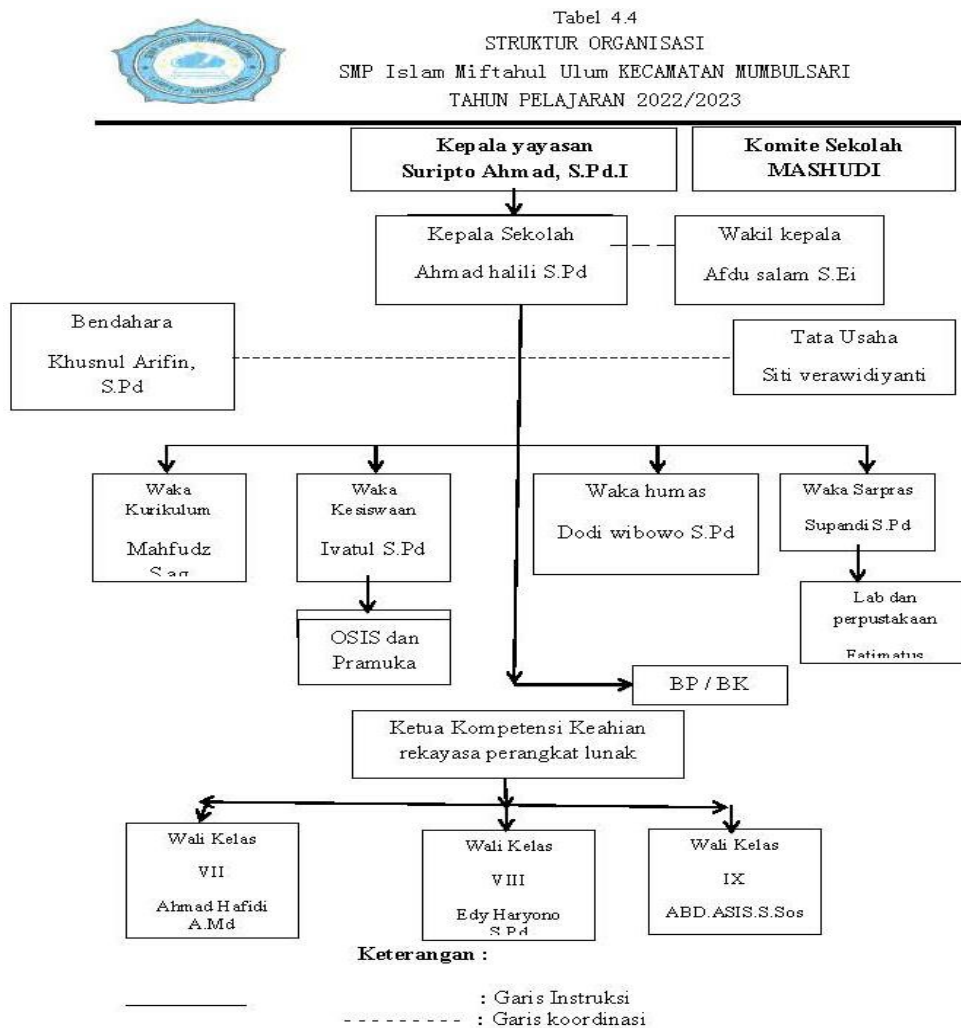 Tabel 4.4
STRUKTUR ORGANISASI
SMP Islam Miftahul Ulum KECAMATAN MUMBULSARI
TAHUN PELAJARAN 2022/2023
Kepala yayasan
Suripto Ahmad, S.Pd.I
Komite Sekolah
MASHUDI
Kepala Sekolah
Ahmad halili S.Pd
Wakil kepala
Afdu salam S.Ei
Bendahara
Khusnul Arifin,
S.Pd
Tata Usaha
Siti verawidiyanti
Waka
Kurikulum
Mahfudz
S.ag
Waka
Kesiswaan
Ivatul S.Pd
Waka humas
Dodi wibowo S.Pd
Waka Sarpras
Supandi S.Pd
OSIS dan
Pramuka
Lab dan
perpustakaan
Fatimatus
BP / BK
Ketua Kompetensi Keahian
rekayasa perangkat lunak
Wali Kelas
VII
Ahmad Hafidi
A.Md
Wali Kelas
VIII
Edy Haryono
S.Pd
Wali Kelas
IX
ABD.ASIS.S.Sos
Keterangan :
: Garis Instruksi
: Garis koordinasi